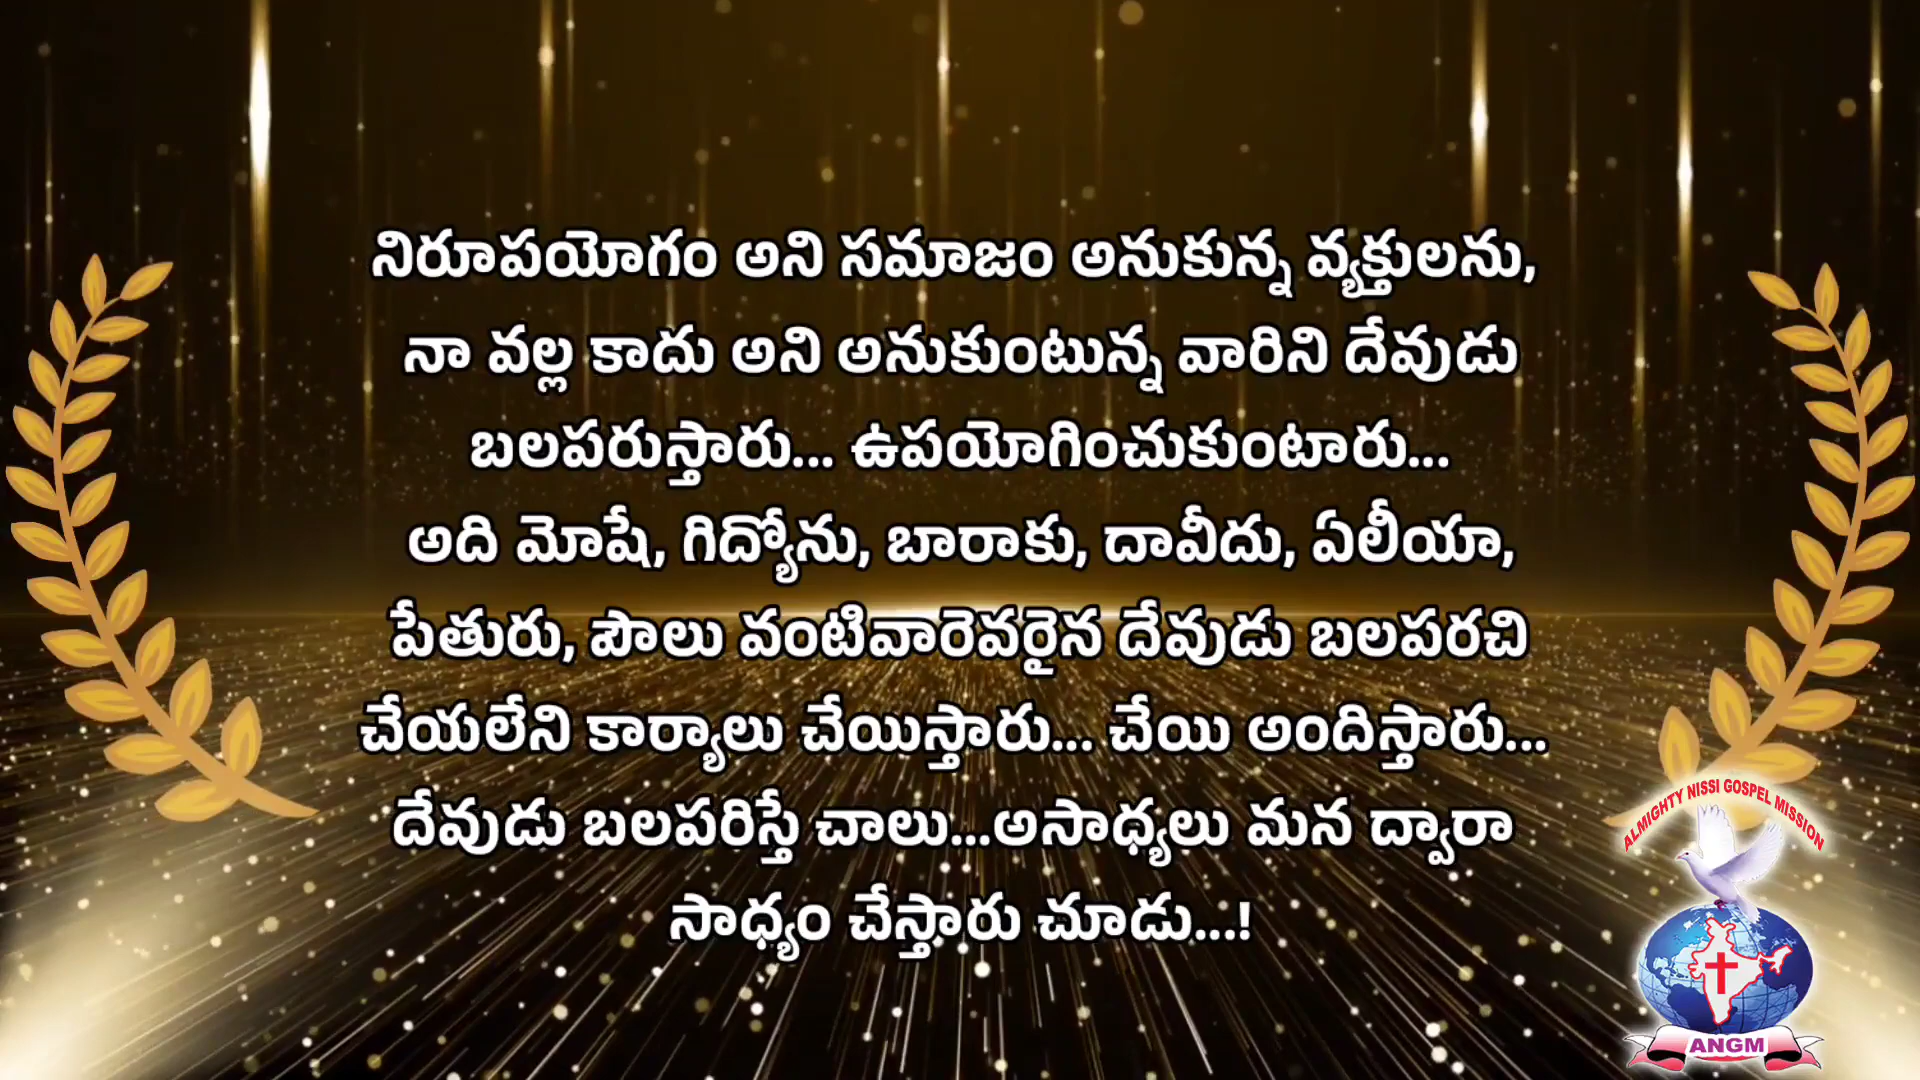 నిరూపయోగం అని సమాజం అనుకున్న వ్యక్తులను,
నా వల్ల కాదు అని అనుకుంటున్న వారిని దేవుడు
బలపరుస్తారు... ఉపయోగించుకుంటారు...
అది మోషే, గిద్యోను, బారాకు, దావీదు, ఏలీయా,
పేతురు, పౌలు వంటివారెవరైన దేవుడు బలపరచి
చేయలేని కార్యాలు చేయిస్తారు... చేయి అందిస్తారు...
దేవుడు బలపరిస్తే చాలు...అసాధ్యలు మన ద్వారా
సాధ్యం చేస్తారు చూడు...!
ALMIGHTY NISSI GOSPEL MISSION
ANGM